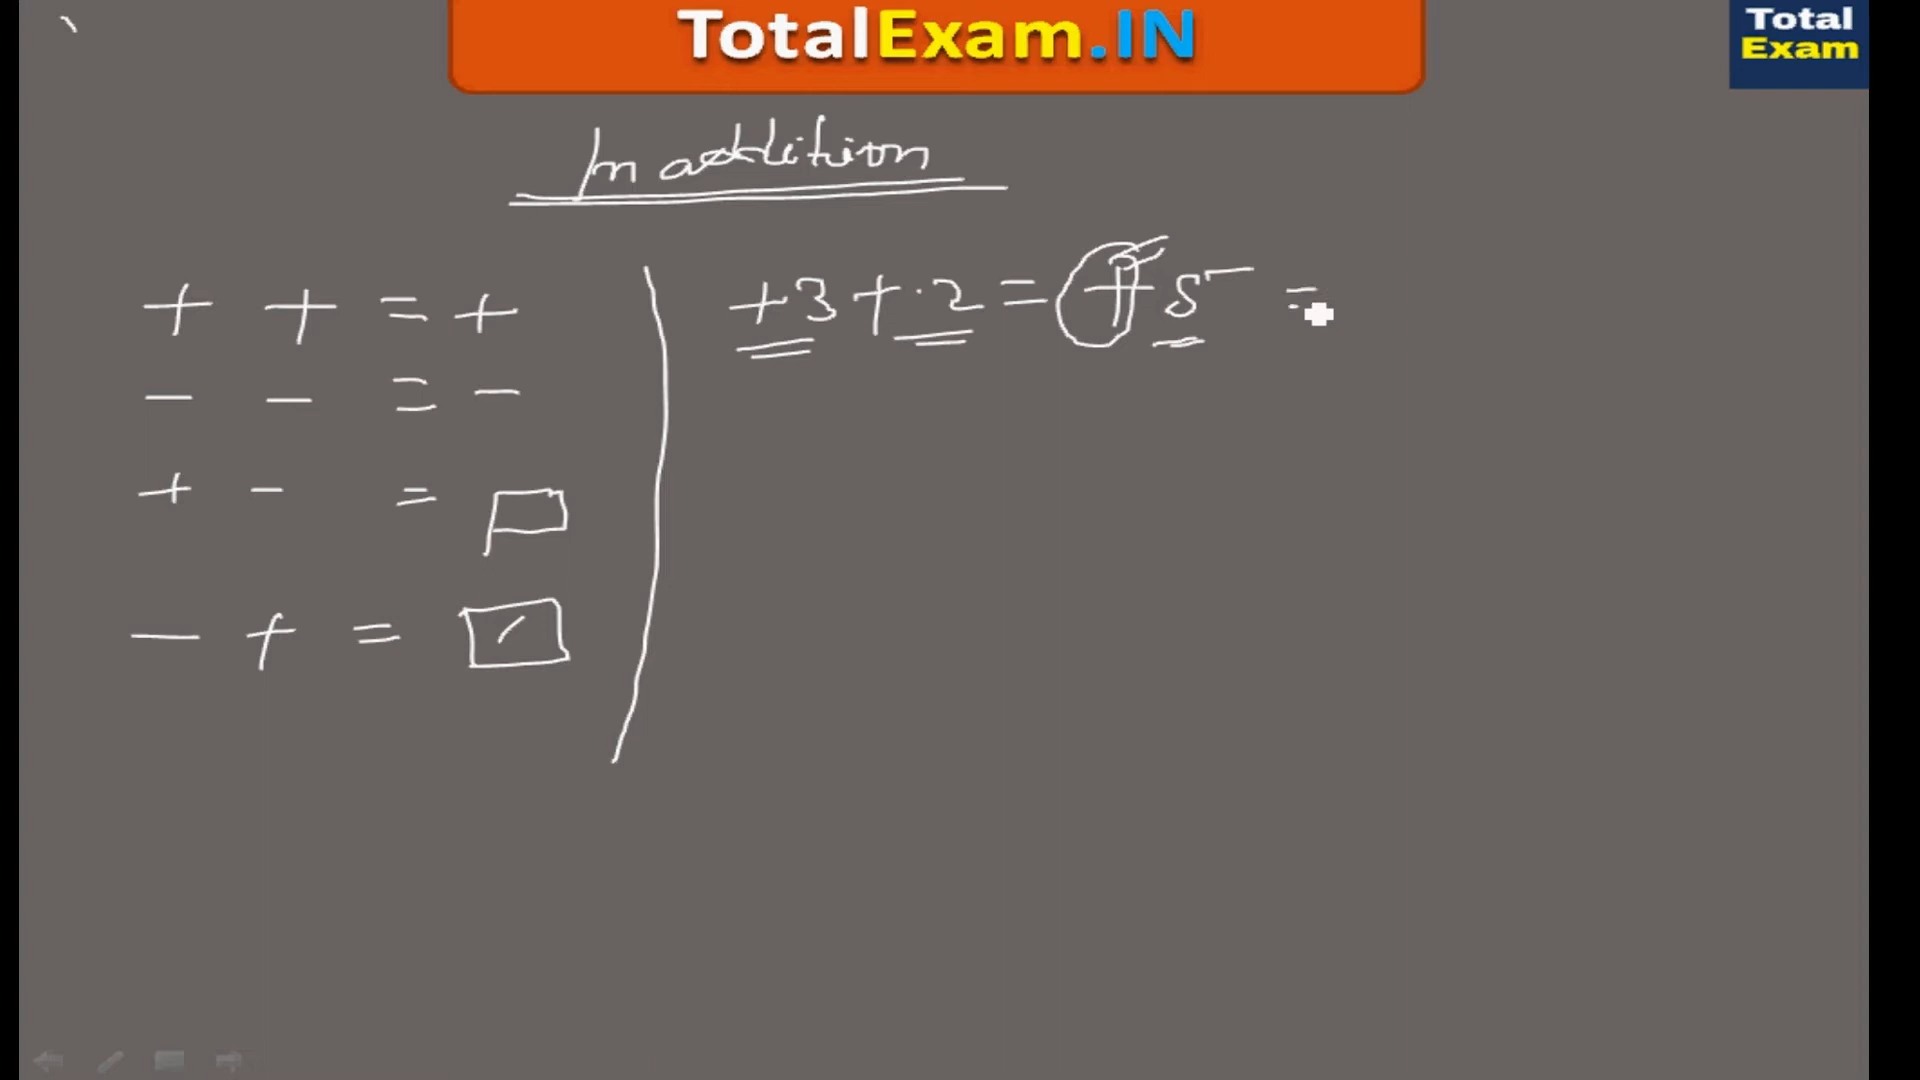 TotalExam.IN
Total
Exam
In addition
+ + = +
- - = -
+ - =
- + =
+3 + 2 = + 5 =